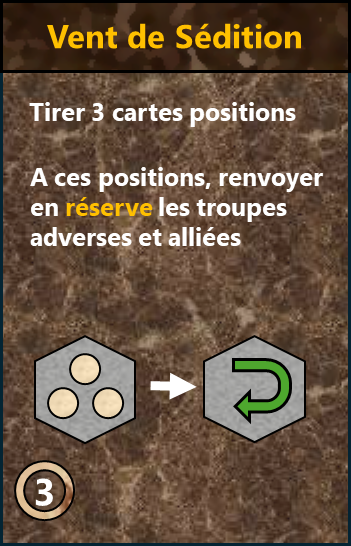 Vent de Sédition
Tirer 3 cartes positions
A ces positions, renvoyer
en réserve les troupes
adverses et alliées
3